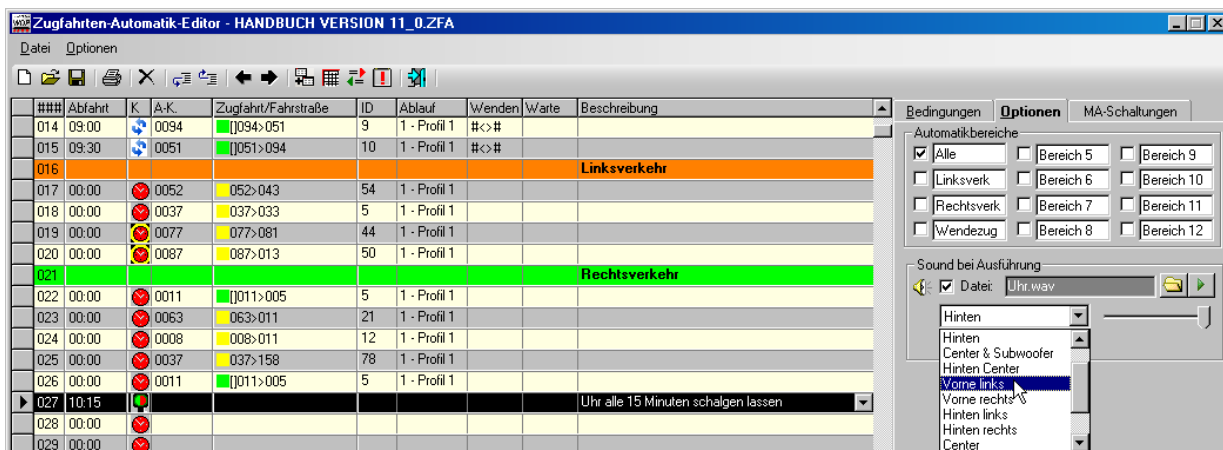 Zugfahrten-Automatik-Editor - HANDBUCH VERSION 11_0.ZFA
Datei Optionen
### Abfahrt K A-K. Zugfahrt/Fahrstraße ID Ablauf Wenden Warte Beschreibung
014 09:00 0094 []094>051 9 1 - Profil 1 #<>#
015 09:30 0051 []051>094 10 1 - Profil 1 #<>#
016 Linksverkehr
017 00:00 0052 052>043 54 1 - Profil 1
018 00:00 0037 037>033 5 1 - Profil 1
019 00:00 0077 077>081 44 1 - Profil 1
020 00:00 0087 087>013 50 1 - Profil 1
021 Rechtsverkehr
022 00:00 0011 []011>005 5 1 - Profil 1
023 00:00 0063 063>011 21 1 - Profil 1
024 00:00 0008 008>011 12 1 - Profil 1
025 00:00 0037 037>158 78 1 - Profil 1
026 00:00 0011 []011>005 5 1 - Profil 1
027 10:15 Uhr alle 15 Minuten schalgen lassen
028 00:00
029 00:00
Bedingungen Optionen MA-Schaltungen
Automatikbereiche
Alle Bereich 5 Bereich 9
Linksverk Bereich 6 Bereich 10
Rechtsverk Bereich 7 Bereich 11
Wendezug Bereich 8 Bereich 12
Sound bei Ausführung
Datei: Uhr.wav
Hinten
Hinten
Center & Subwoofer
Hinten Center
Vorne links
Vorne rechts
Hinten links
Hinten rechts
Center